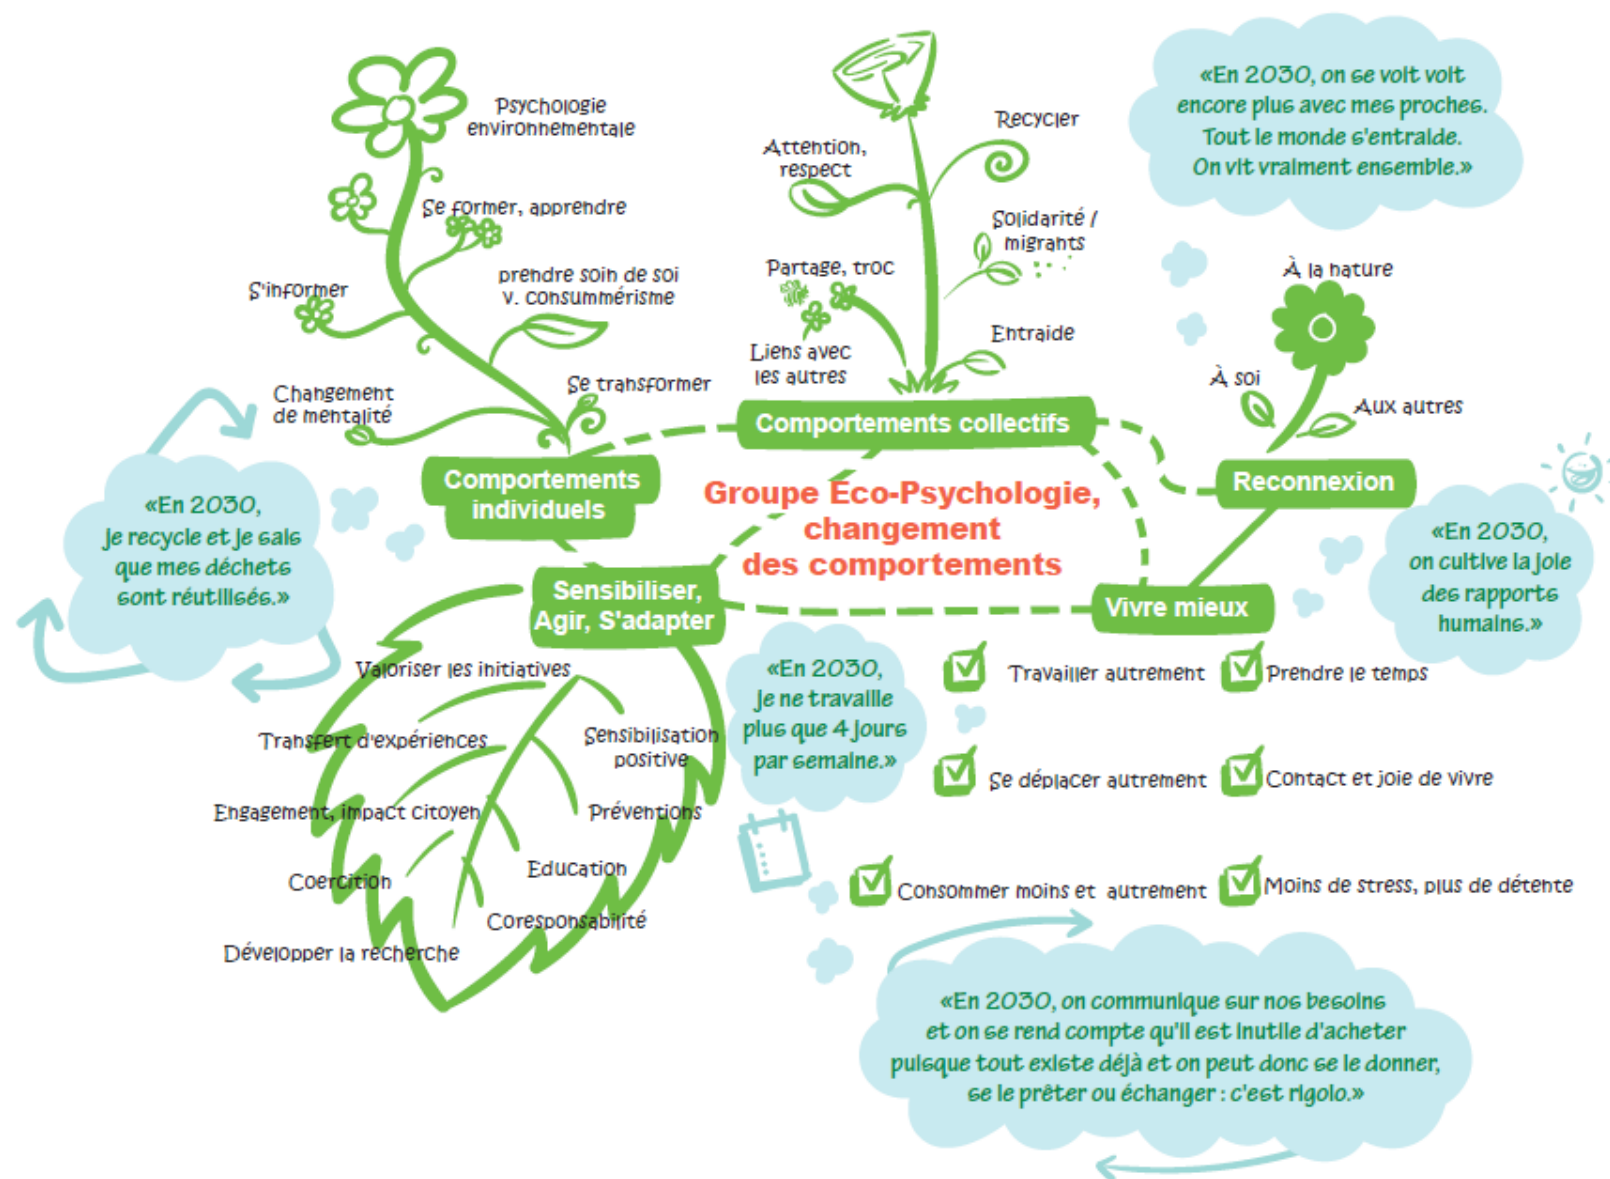 Psychologie
environnementale
Se former, apprendre
prendre soin de soi
v. consummérisme
S'informer
Changement
de mentalité
Se transformer
Attention,
respect
Recycler
Solidarité /
migrants
Partage, troc
Liens avec
les autres
Entraide
«En 2030, on se voit voit
encore plus avec mes proches.
Tout le monde s'entraide.
On vit vraiment ensemble.»
À la nature
À soi
Aux autres
Comportements collectifs
Comportements
individuels
Reconnexion
Groupe Eco-Psychologie,
changement
des comportements
«En 2030,
je recycle et je sais
que mes déchets
sont réutilisés.»
«En 2030,
on cultive la joie
des rapports
humains.»
Sensibiliser,
Agir, S'adapter
Vivre mieux
Valoriser les initiatives
Transfert d'expériences
Sensibilisation
positive
Engagement, impact citoyen
Préventions
Coercition
Education
Coresponsabilité
Développer la recherche
«En 2030,
je ne travaille
plus que 4 jours
par semaine.»
Travailler autrement
Prendre le temps
Se déplacer autrement
Contact et joie de vivre
Consommer moins et autrement
Moins de stress, plus de détente
«En 2030, on communique sur nos besoins
et on se rend compte qu'il est inutile d'acheter
puisque tout existe déjà et on peut donc se le donner,
se le prêter ou échanger : c'est rigolo.»